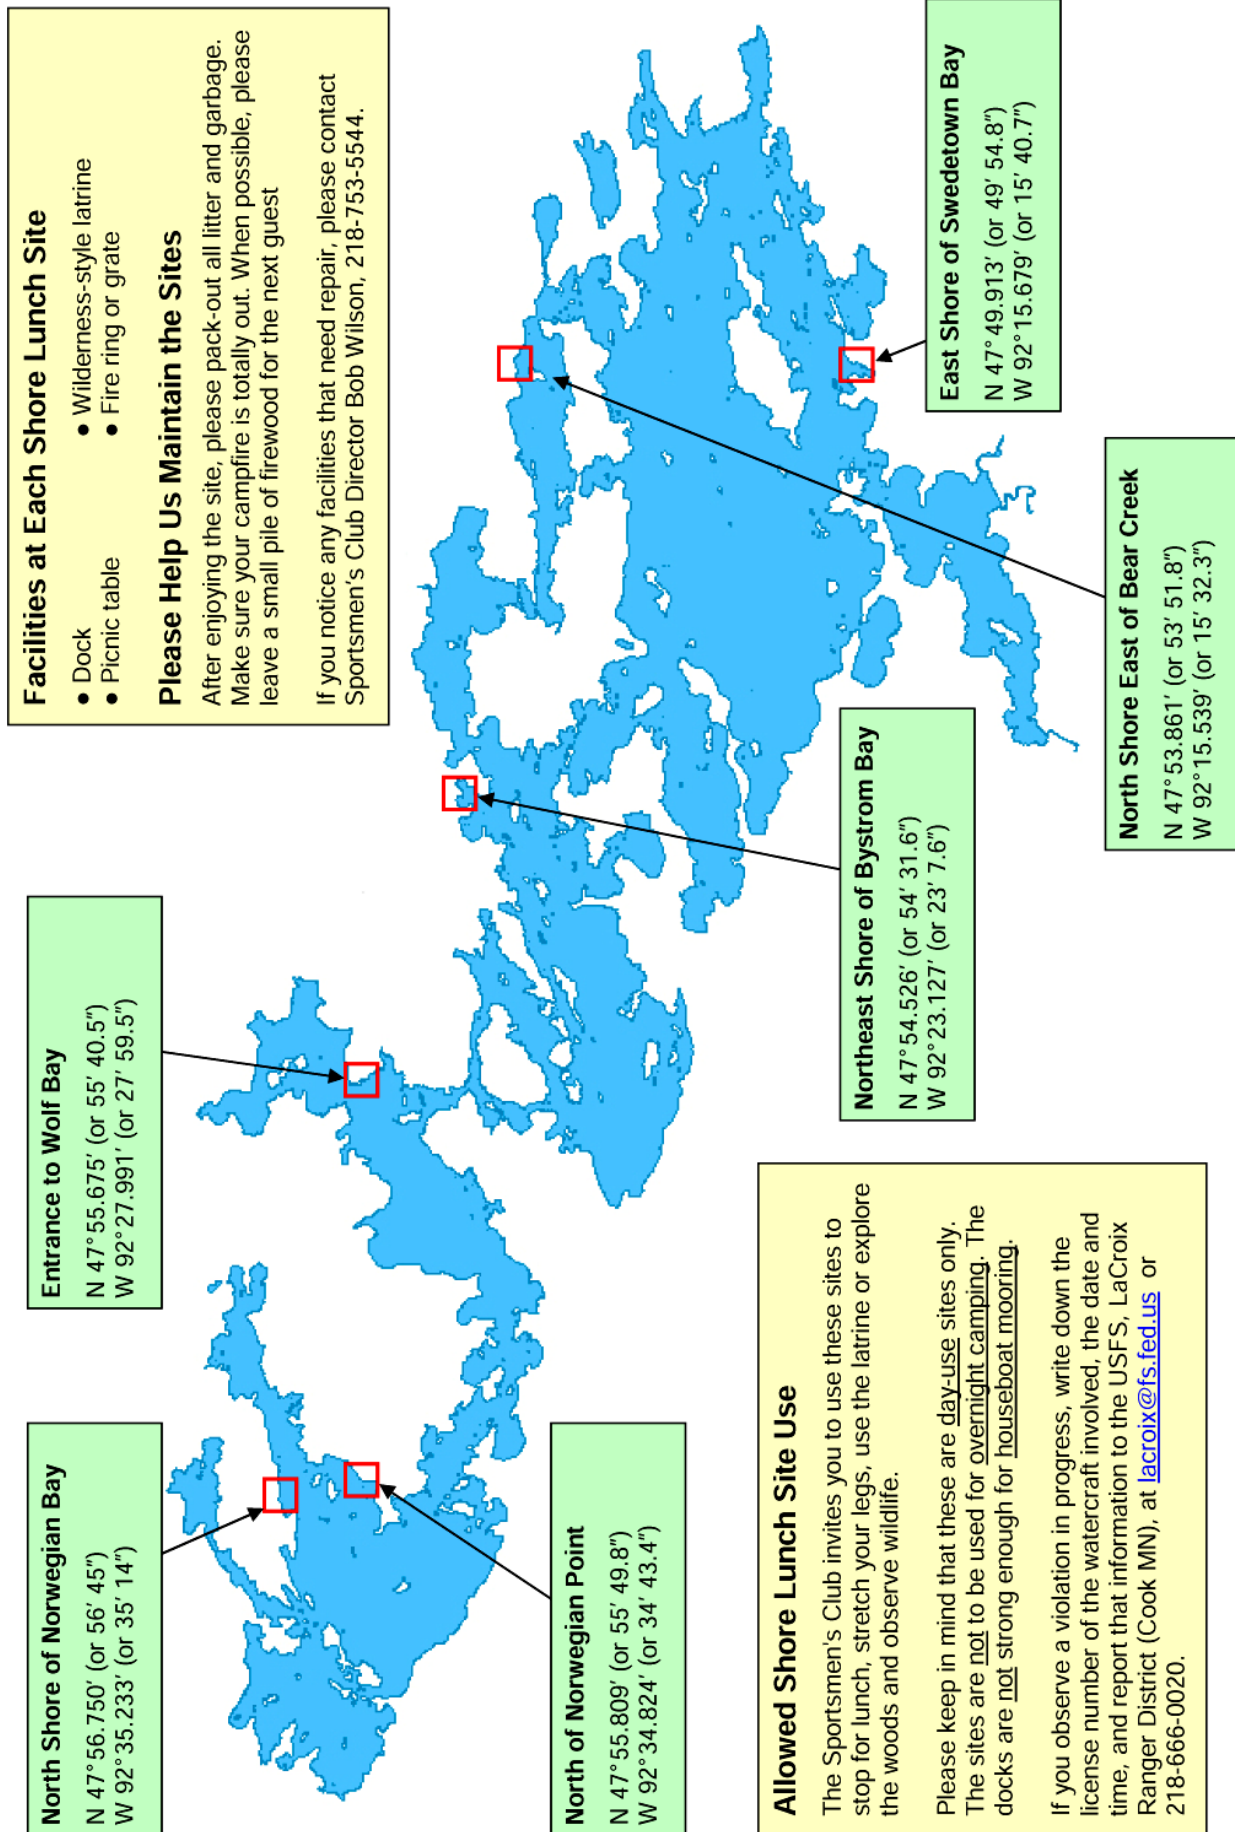 North Shore of Norwegian Bay
N 47° 56.750′ (or 56′ 45″)
W 92° 35.233′ (or 35′ 14″)
Entrance to Wolf Bay
N 47° 55.675′ (or 55′ 40.5″)
W 92° 27.991′ (or 27′ 59.5″)
Facilities at Each Shore Lunch Site
● Dock ● Wilderness-style latrine
● Picnic table ● Fire ring or grate
Please Help Us Maintain the Sites
After enjoying the site, please pack-out all litter and garbage.
Make sure your campfire is totally out. When possible, please
leave a small pile of firewood for the next guest
If you notice any facilities that need repair, please contact
Sportsmen's Club Director Bob Wilson, 218-753-5544.
North of Norwegian Point
N 47° 55.809′ (or 55′ 49.8″)
W 92° 34.824′ (or 34′ 43.4″)
Allowed Shore Lunch Site Use
The Sportsmen's Club invites you to use these sites to
stop for lunch, stretch your legs, use the latrine or explore
the woods and observe wildlife.
Please keep in mind that these are day-use sites only.
The sites are not to be used for overnight camping. The
docks are not strong enough for houseboat mooring.
If you observe a violation in progress, write down the
license number of the watercraft involved, the date and
time, and report that information to the USFS, LaCroix
Ranger District (Cook MN), at lacroix@fs.fed.us or
218-666-0020.
Northeast Shore of Bystrom Bay
N 47° 54.526′ (or 54′ 31.6″)
W 92° 23.127′ (or 23′ 7.6″)
North Shore East of Bear Creek
N 47° 53.861′ (or 53′ 51.8″)
W 92° 15.539′ (or 15′ 32.3″)
East Shore of Swedetown Bay
N 47° 49.913′ (or 49′ 54.8″)
W 92° 15.679′ (or 15′ 40.7″)